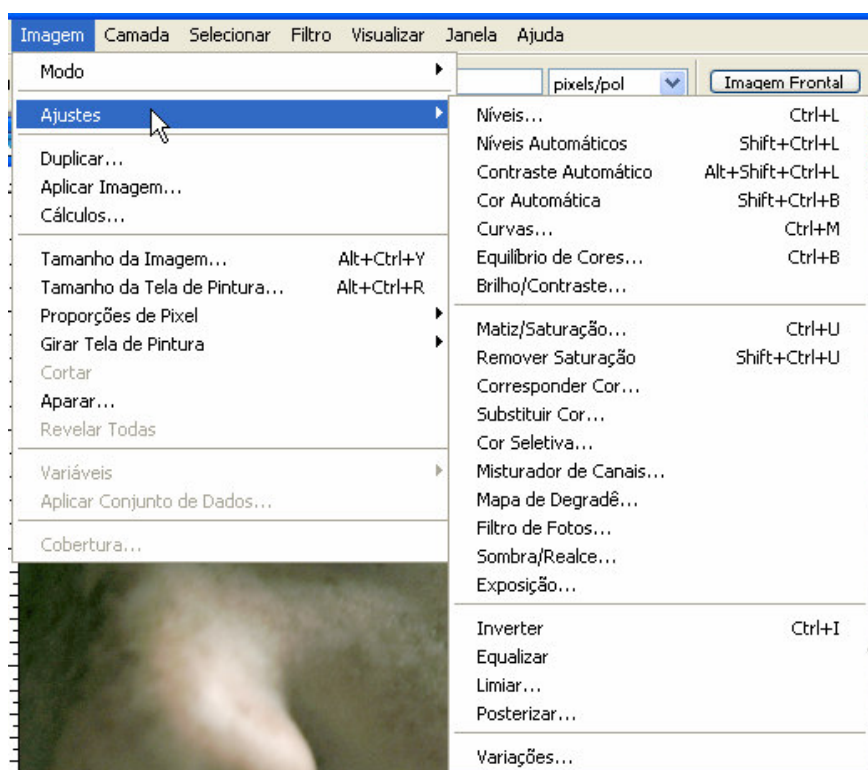 Imagem Camada Selecionar Filtro Visualizar Janela Ajuda
pixels/pol Imagem Frontal
Modo
Ajustes
Duplicar...
Aplicar Imagem...
Cálculos...
Tamanho da Imagem... Alt+Ctrl+Y
Tamanho da Tela de Pintura... Alt+Ctrl+R
Proporções de Pixel
Girar Tela de Pintura
Cortar
Aparar...
Revelar Todas
Variáveis
Aplicar Conjunto de Dados...
Cobertura...
Níveis... Ctrl+L
Níveis Automáticos Shift+Ctrl+L
Contraste Automático Alt+Shift+Ctrl+L
Cor Automática Shift+Ctrl+B
Curvas... Ctrl+M
Equilíbrio de Cores... Ctrl+B
Brilho/Contraste...
Matiz/Saturação... Ctrl+U
Remover Saturação Shift+Ctrl+U
Corresponder Cor...
Substituir Cor...
Cor Seletiva...
Misturador de Canais...
Mapa de Degradê...
Filtro de Fotos...
Sombra/Realce...
Exposição...
Inverter Ctrl+I
Equalizar
Limiar...
Posterizar...
Variações...